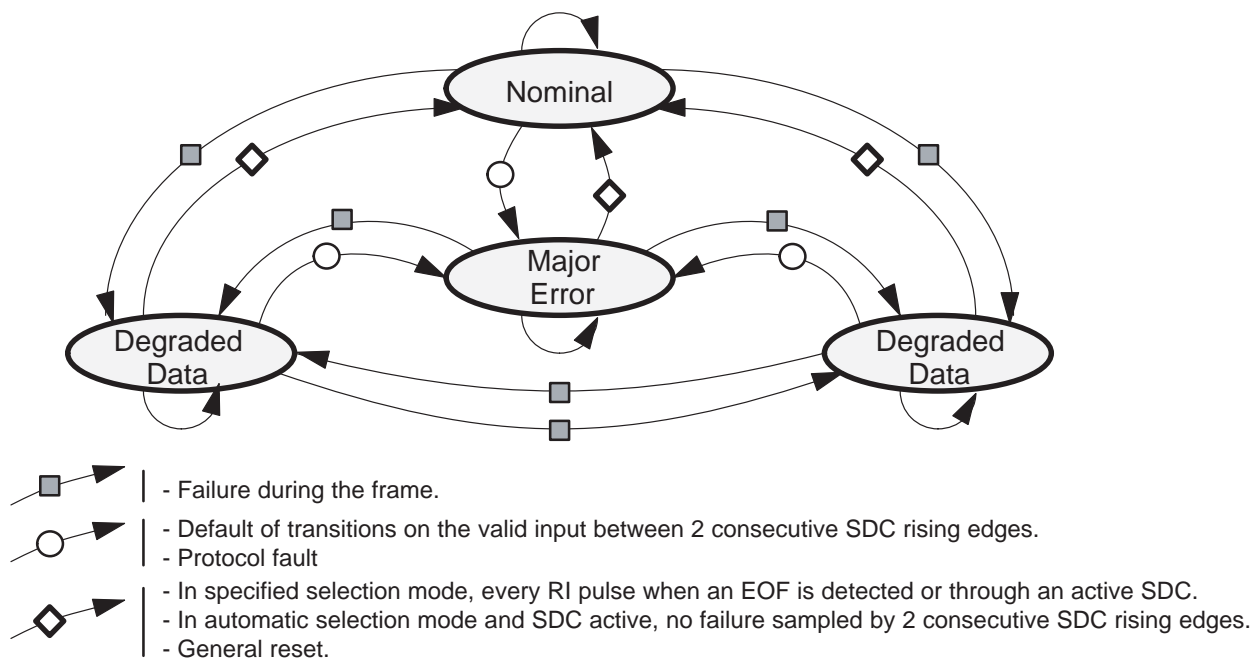 Nominal
Major
Error
Degraded
Data
Degraded
Data
- Failure during the frame.
- Default of transitions on the valid input between 2 consecutive SDC rising edges.
- Protocol fault
- In specified selection mode, every RI pulse when an EOF is detected or through an active SDC.
- In automatic selection mode and SDC active, no failure sampled by 2 consecutive SDC rising edges.
- General reset.